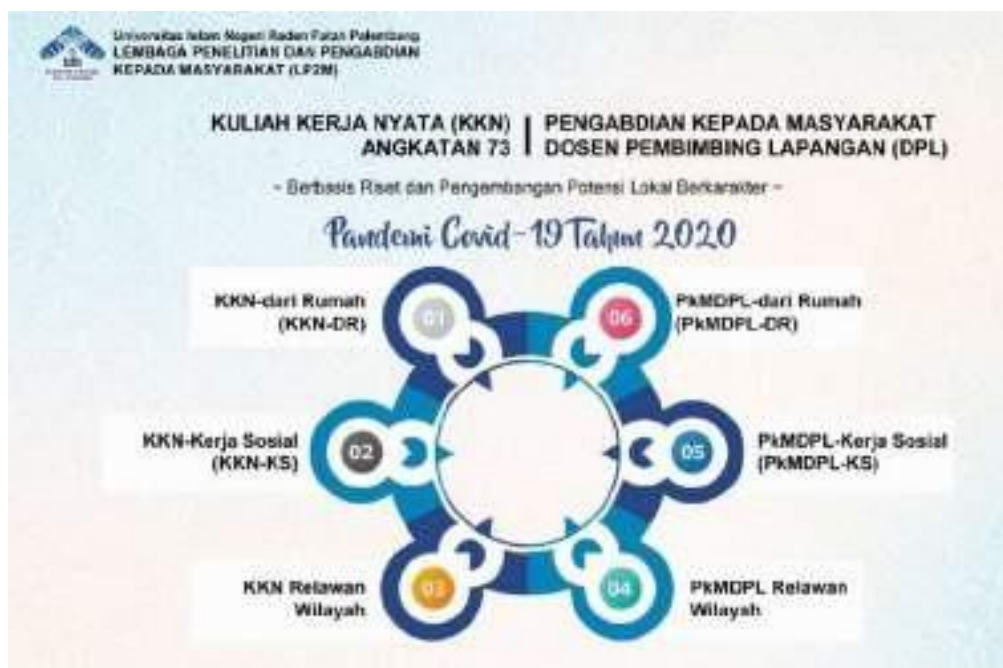 Universitas Islam Negeri Raden Fatah Palembang
LEMBAGA PENELITIAN DAN PENGABDIAN
KEPADA MASYARAKAT (LP2M)
KULIAH KERJA NYATA (KKN)
ANGKATAN 73
PENGABDIAN KEPADA MASYARAKAT
DOSEN PEMBIMBING LAPANGAN (DPL)
- Berbasis Riset dan Pengembangan Potensi Lokal Berkarakter -
Pandemi Covid-19 Tahun 2020
KKN-dari Rumah
(KKN-DR)
01
06
PkMDPL-dari Rumah
(PkMDPL-DR)
KKN-Kerja Sosial
(KKN-KS)
02
05
PkMDPL-Kerja Sosial
(PkMDPL-KS)
KKN Relawan
Wilayah
03
04
PkMDPL Relawan
Wilayah